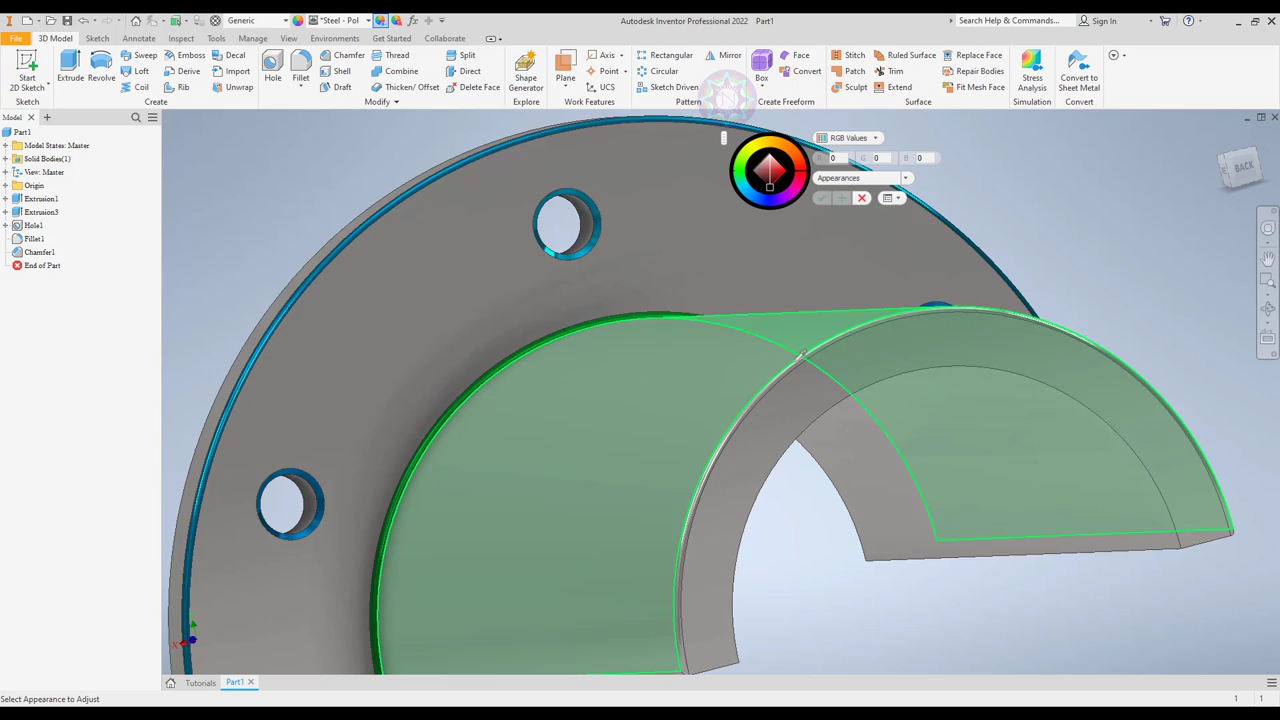 Generic
*Steel - Pol
Autodesk Inventor Professional 2022 Part1
Search Help & Commands...
Sign In
File
3D Model
Sketch
Annotate
Inspect
Tools
Manage
View
Environments
Get Started
Collaborate
Start
2D Sketch
Extrude
Revolve
Sweep
Loft
Coil
Emboss
Derive
Rib
Decal
Import
Unwrap
Hole
Fillet
Chamfer
Shell
Draft
Thread
Combine
Thicken/ Offset
Split
Direct
Delete Face
Shape
Generator
Plane
Axis
Point
UCS
Rectangular
Circular
Sketch Driven
Mirror
Box
Face
Convert
Stitch
Patch
Sculpt
Ruled Surface
Trim
Extend
Replace Face
Repair Bodies
Fit Mesh Face
Stress
Analysis
Convert to
Sheet Metal
Sketch
Create
Modify
Explore
Work Features
Pattern
Create Freeform
Surface
Simulation
Convert
Model
Part1
Model States: Master
Solid Bodies(1)
View: Master
Origin
Extrusion1
Extrusion3
Hole1
Fillet1
Chamfer1
End of Part
RGB Values
R 0 G 0 B 0
Appearances
BACK
X
Tutorials
Part1
Select Appearance to Adjust
1 1